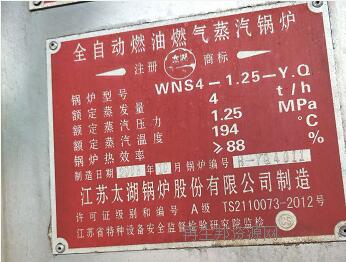 全自动燃油燃气蒸汽锅炉
注册 太湖 商标
锅炉型号 WNS4-1.25-Y.Q
额定蒸发量 4 t/h
额定蒸汽压力 1.25 MPa
额定蒸汽温度 194 ℃
锅炉热效率 ≥88 %
制造日期 月 锅炉编号
江苏太湖锅炉股份有限公司制造
许可证级别和编号 A级 TS2110073-2012号
江苏省特种设备安全监督检验研究院监检